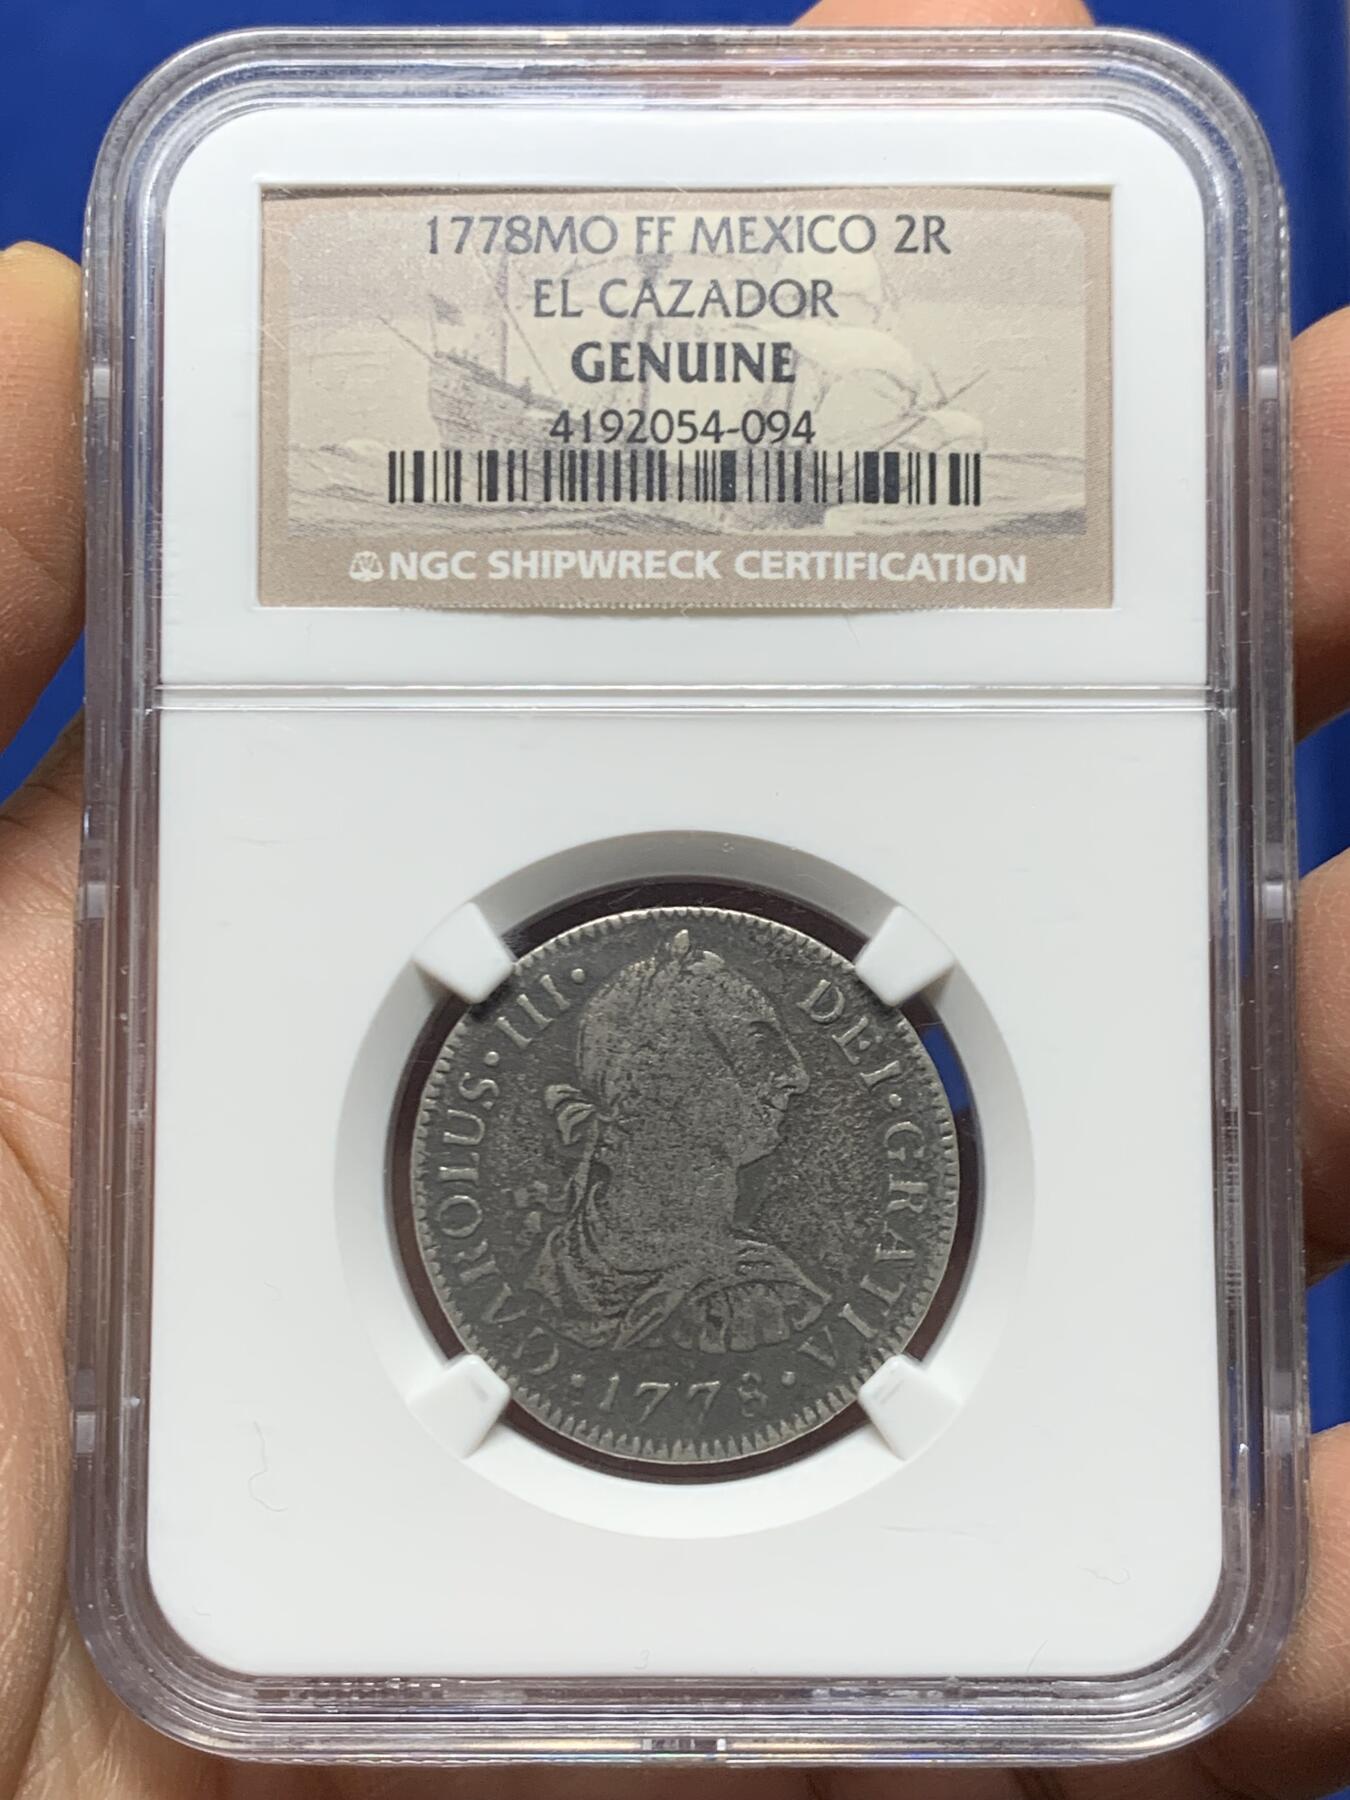 1778MO FF MEXICO 2R
EL CAZADOR
GENUINE
4192054-094
NGC SHIPWRECK CERTIFICATION
CAROLUS·III· DEI·GRATIA
·1778·